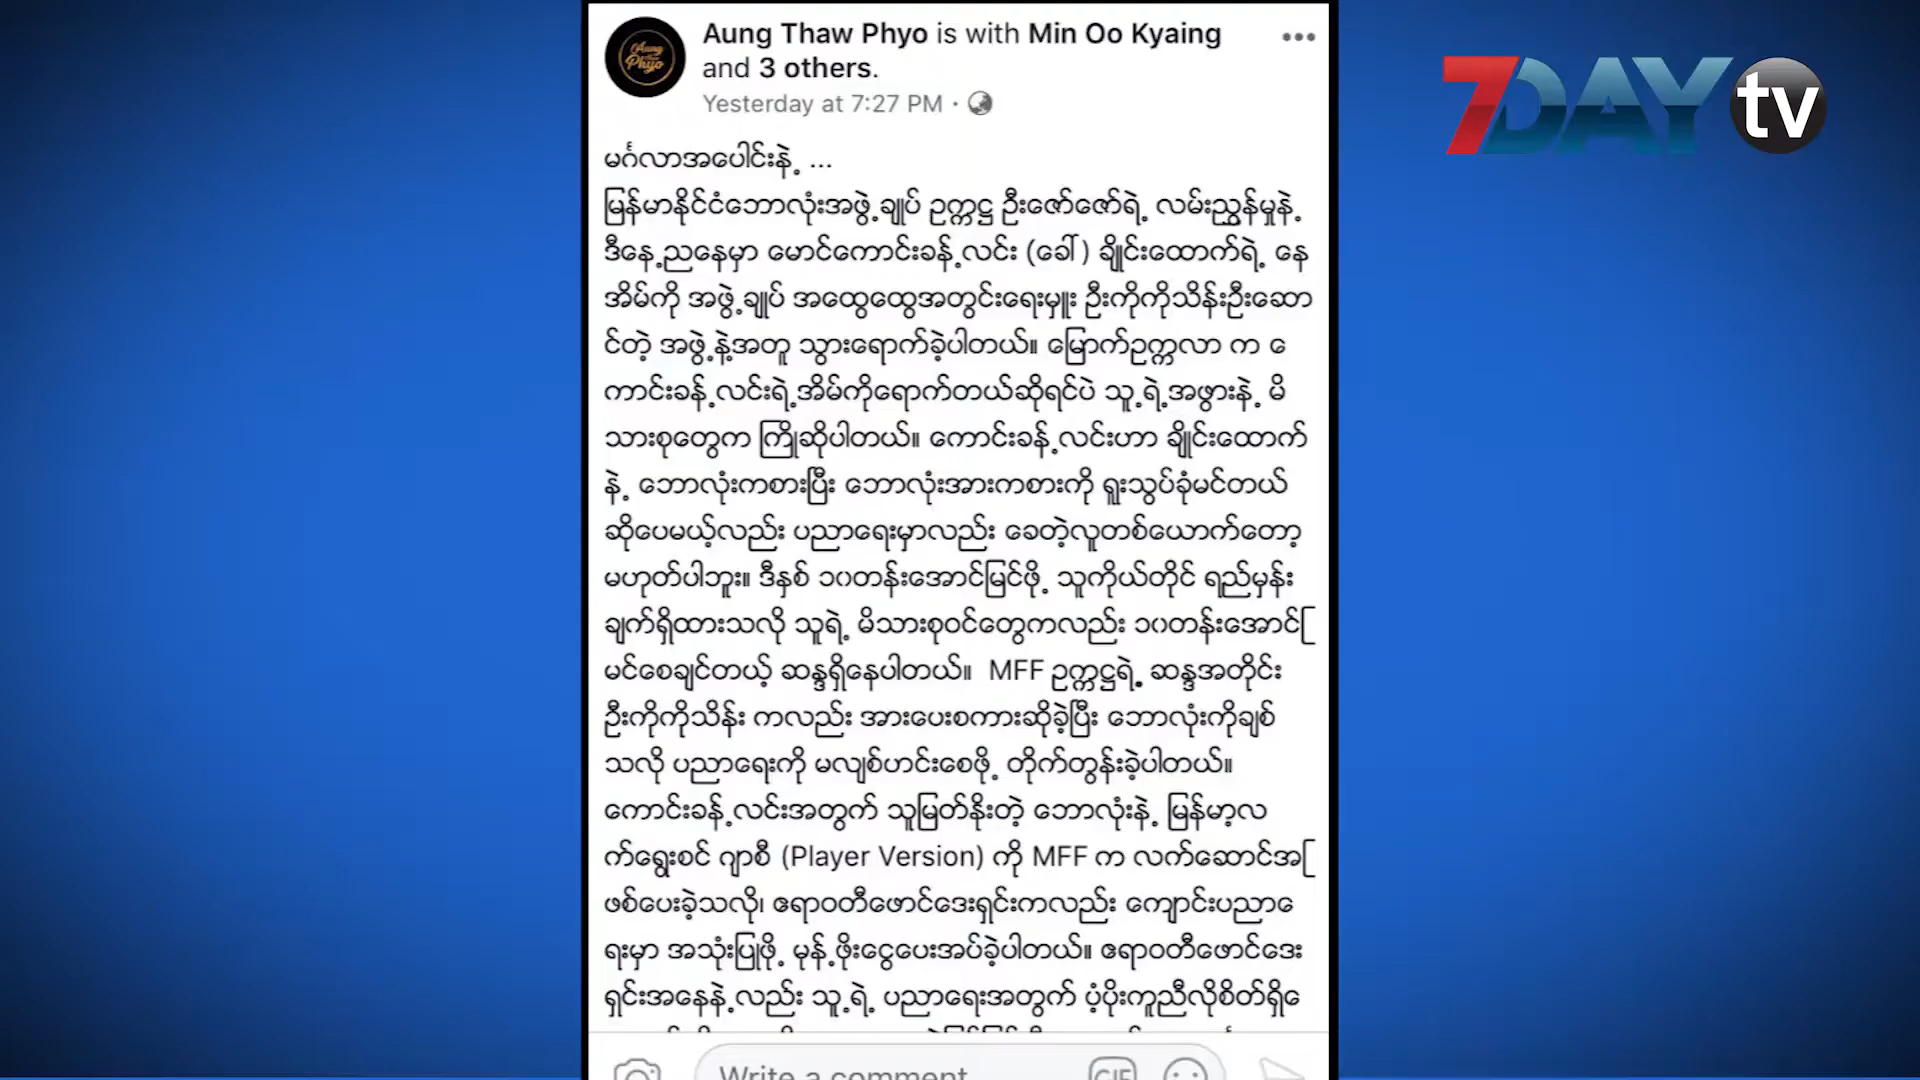 Aung Thaw Phyo is with Min Oo Kyaing
and 3 others.
Yesterday at 7:27 PM ·
7DAY tv
Aung
Phyo
မင်္ဂလာအပေါင်းနဲ့ ...
မြန်မာနိုင်ငံဘောလုံးအဖွဲ့ချုပ် ဥက္ကဋ္ဌ ဦးဇော်ဇော်ရဲ့ လမ်းညွှန်မှုနဲ့
ဒီနေ့ညနေမှာ မောင်ကောင်းခန့်လင်း (ခေါ်) ချိုင်းထောက်ရဲ့ နေ
အိမ်ကို အဖွဲ့ချုပ် အထွေထွေအတွင်းရေးမှူး ဦးကိုကိုသိန်းဦးဆော
င်တဲ့ အဖွဲ့နဲ့အတူ သွားရောက်ခဲ့ပါတယ်။ မြောက်ဥက္ကလာ က ေ
ကာင်းခန့်လင်းရဲ့အိမ်ကိုရောက်တယ်ဆိုရင်ပဲ သူ့ရဲ့အဖွားနဲ့ မိ
သားစုတွေက ကြိုဆိုပါတယ်။ ကောင်းခန့်လင်းဟာ ချိုင်းထောက်
နဲ့ ဘောလုံးကစားပြီး ဘောလုံးအားကစားကို ရူးသွပ်ခုံမင်တယ်
ဆိုပေမယ့်လည်း ပညာရေးမှာလည်း ခေတဲ့လူတစ်ယောက်တော့
မဟုတ်ပါဘူး။ ဒီနှစ် ၁၀တန်းအောင်မြင်ဖို့ သူကိုယ်တိုင် ရည်မှန်း
ချက်ရှိထားသလို သူရဲ့ မိသားစုဝင်တွေကလည်း ၁၀တန်းအောင်ြ
မင်စေချင်တယ့် ဆန္ဒရှိနေပါတယ်။ MFF ဥက္ကဋ္ဌရဲ့ ဆန္ဒအတိုင်း
ဦးကိုကိုသိန်း ကလည်း အားပေးစကားဆိုခဲ့ပြီး ဘောလုံးကိုချစ်
သလို ပညာရေးကို မလျစ်ဟင်းစေဖို့ တိုက်တွန်းခဲ့ပါတယ်။
ကောင်းခန့်လင်းအတွက် သူမြတ်နိုးတဲ့ ဘောလုံးနဲ့ မြန်မာ့လ
က်ရွေးစင် ဂျာစီ (Player Version) ကို MFF က လက်ဆောင်အြ
ဖစ်ပေးခဲ့သလို၊ ဧရာဝတီဖောင်ဒေးရှင်းကလည်း ကျောင်းပညာေ
ရးမှာ အသုံးပြုဖို့ မုန့်ဖိုးငွေပေးအပ်ခဲ့ပါတယ်။ ဧရာဝတီဖောင်ဒေး
ရှင်းအနေနဲ့လည်း သူ့ရဲ့ ပညာရေးအတွက် ပံ့ပိုးကူညီလိုစိတ်ရှိေ
Write a comment
GIF